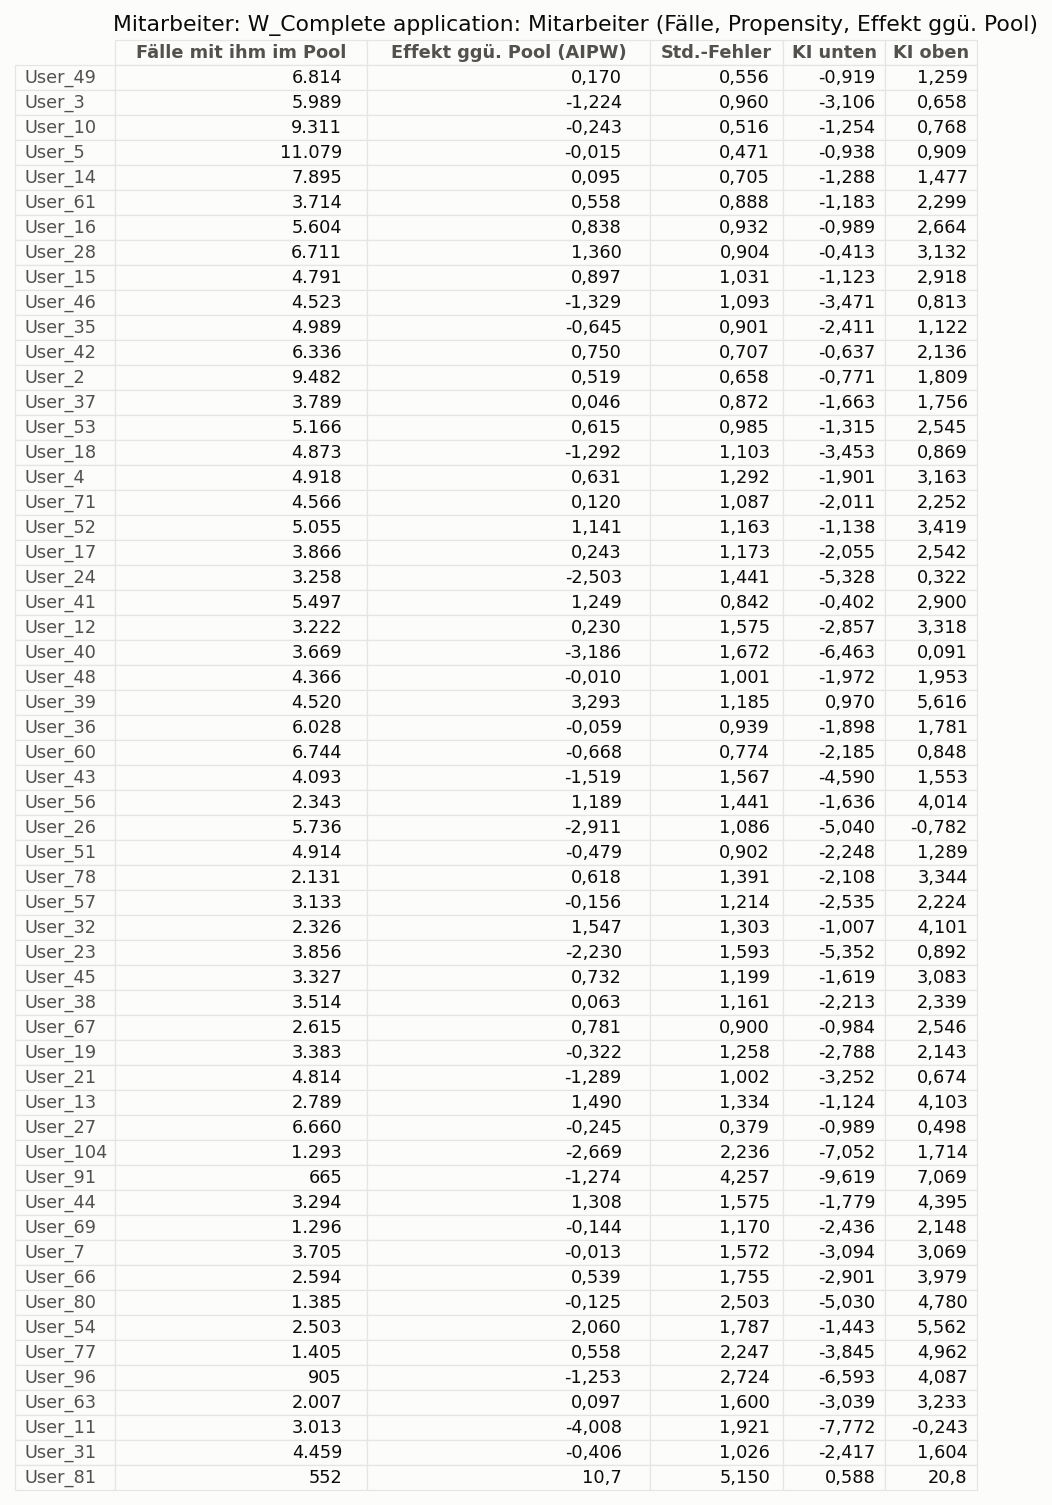 Mitarbeiter: W_Complete application: Mitarbeiter (Fälle, Propensity, Effekt ggü. Pool)
Fälle mit ihm im Pool Effekt ggü. Pool (AIPW) Std.-Fehler KI unten KI oben
User_49 6.814 0,170 0,556 -0,919 1,259
User_3 5.989 -1,224 0,960 -3,106 0,658
User_10 9.311 -0,243 0,516 -1,254 0,768
User_5 11.079 -0,015 0,471 -0,938 0,909
User_14 7.895 0,095 0,705 -1,288 1,477
User_61 3.714 0,558 0,888 -1,183 2,299
User_16 5.604 0,838 0,932 -0,989 2,664
User_28 6.711 1,360 0,904 -0,413 3,132
User_15 4.791 0,897 1,031 -1,123 2,918
User_46 4.523 -1,329 1,093 -3,471 0,813
User_35 4.989 -0,645 0,901 -2,411 1,122
User_42 6.336 0,750 0,707 -0,637 2,136
User_2 9.482 0,519 0,658 -0,771 1,809
User_37 3.789 0,046 0,872 -1,663 1,756
User_53 5.166 0,615 0,985 -1,315 2,545
User_18 4.873 -1,292 1,103 -3,453 0,869
User_4 4.918 0,631 1,292 -1,901 3,163
User_71 4.566 0,120 1,087 -2,011 2,252
User_52 5.055 1,141 1,163 -1,138 3,419
User_17 3.866 0,243 1,173 -2,055 2,542
User_24 3.258 -2,503 1,441 -5,328 0,322
User_41 5.497 1,249 0,842 -0,402 2,900
User_12 3.222 0,230 1,575 -2,857 3,318
User_40 3.669 -3,186 1,672 -6,463 0,091
User_48 4.366 -0,010 1,001 -1,972 1,953
User_39 4.520 3,293 1,185 0,970 5,616
User_36 6.028 -0,059 0,939 -1,898 1,781
User_60 6.744 -0,668 0,774 -2,185 0,848
User_43 4.093 -1,519 1,567 -4,590 1,553
User_56 2.343 1,189 1,441 -1,636 4,014
User_26 5.736 -2,911 1,086 -5,040 -0,782
User_51 4.914 -0,479 0,902 -2,248 1,289
User_78 2.131 0,618 1,391 -2,108 3,344
User_57 3.133 -0,156 1,214 -2,535 2,224
User_32 2.326 1,547 1,303 -1,007 4,101
User_23 3.856 -2,230 1,593 -5,352 0,892
User_45 3.327 0,732 1,199 -1,619 3,083
User_38 3.514 0,063 1,161 -2,213 2,339
User_67 2.615 0,781 0,900 -0,984 2,546
User_19 3.383 -0,322 1,258 -2,788 2,143
User_21 4.814 -1,289 1,002 -3,252 0,674
User_13 2.789 1,490 1,334 -1,124 4,103
User_27 6.660 -0,245 0,379 -0,989 0,498
User_104 1.293 -2,669 2,236 -7,052 1,714
User_91 665 -1,274 4,257 -9,619 7,069
User_44 3.294 1,308 1,575 -1,779 4,395
User_69 1.296 -0,144 1,170 -2,436 2,148
User_7 3.705 -0,013 1,572 -3,094 3,069
User_66 2.594 0,539 1,755 -2,901 3,979
User_80 1.385 -0,125 2,503 -5,030 4,780
User_54 2.503 2,060 1,787 -1,443 5,562
User_77 1.405 0,558 2,247 -3,845 4,962
User_96 905 -1,253 2,724 -6,593 4,087
User_63 2.007 0,097 1,600 -3,039 3,233
User_11 3.013 -4,008 1,921 -7,772 -0,243
User_31 4.459 -0,406 1,026 -2,417 1,604
User_81 552 10,7 5,150 0,588 20,8